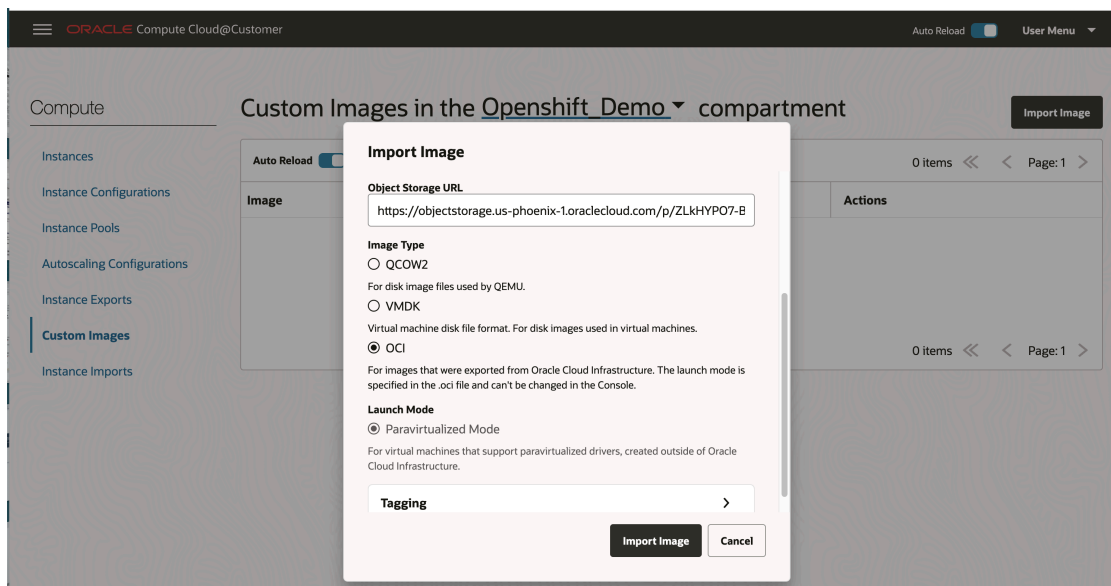 ORACLE Compute Cloud@Customer
Auto Reload
User Menu
Compute
Custom Images in the Openshift_Demo compartment
Import Image
Instances
Instance Configurations
Instance Pools
Autoscaling Configurations
Instance Exports
Custom Images
Instance Imports
Auto Reload
0 items
Page: 1
Image
Actions
0 items
Page: 1
Import Image
Object Storage URL
https://objectstorage.us-phoenix-1.oraclecloud.com/p/ZLkHYPO7-B
Image Type
QCOW2
For disk image files used by QEMU.
VMDK
Virtual machine disk file format. For disk images used in virtual machines.
OCI
For images that were exported from Oracle Cloud Infrastructure. The launch mode is
specified in the .oci file and can't be changed in the Console.
Launch Mode
Paravirtualized Mode
For virtual machines that support paravirtualized drivers, created outside of Oracle
Cloud Infrastructure.
Tagging
Import Image
Cancel